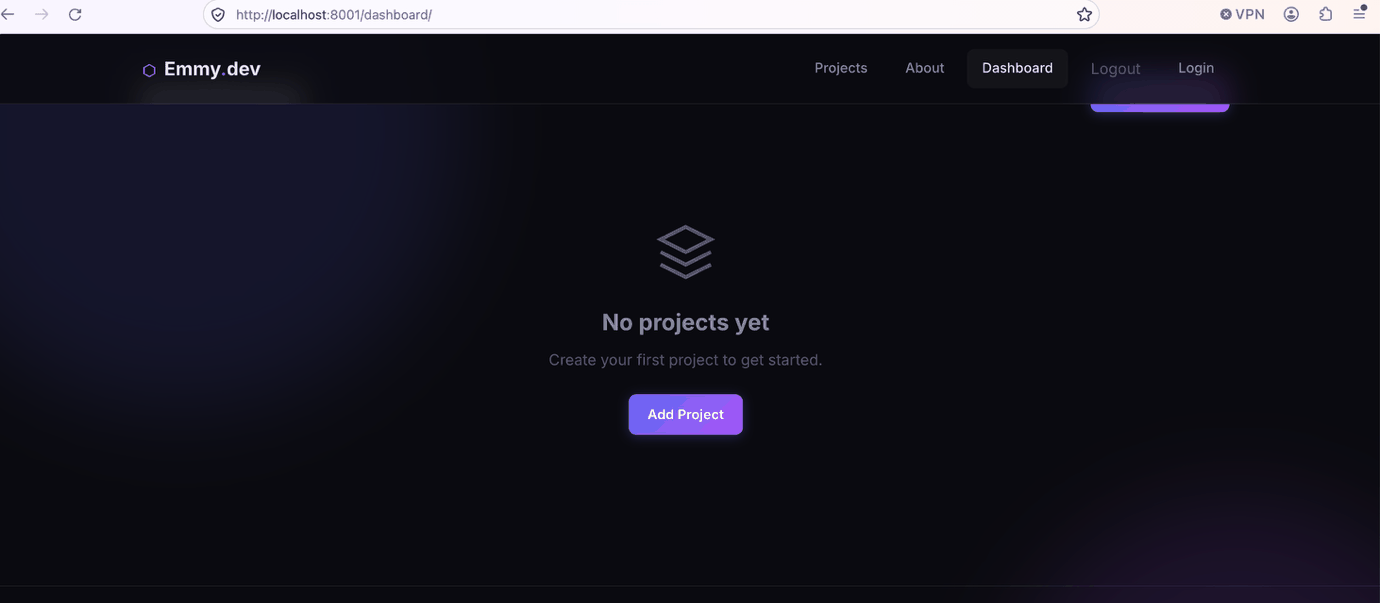 http://localhost:8001/dashboard/
VPN
Emmy.dev
Projects
About
Dashboard
Logout
Login
No projects yet
Create your first project to get started.
Add Project